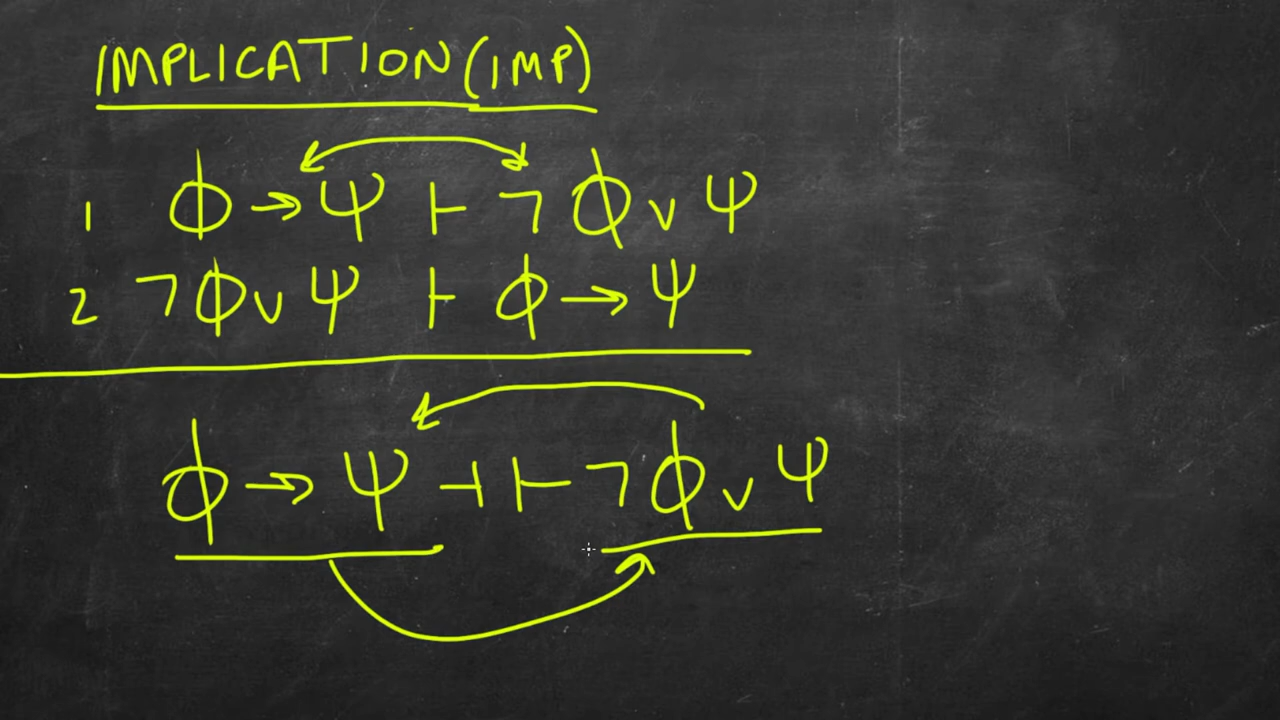 IMPLICATION (IMP)
1 ϕ → ψ ⊢ ¬ϕ ∨ ψ
2 ¬ϕ ∨ ψ ⊢ ϕ → ψ
ϕ → ψ ⊣⊢ ¬ϕ ∨ ψ